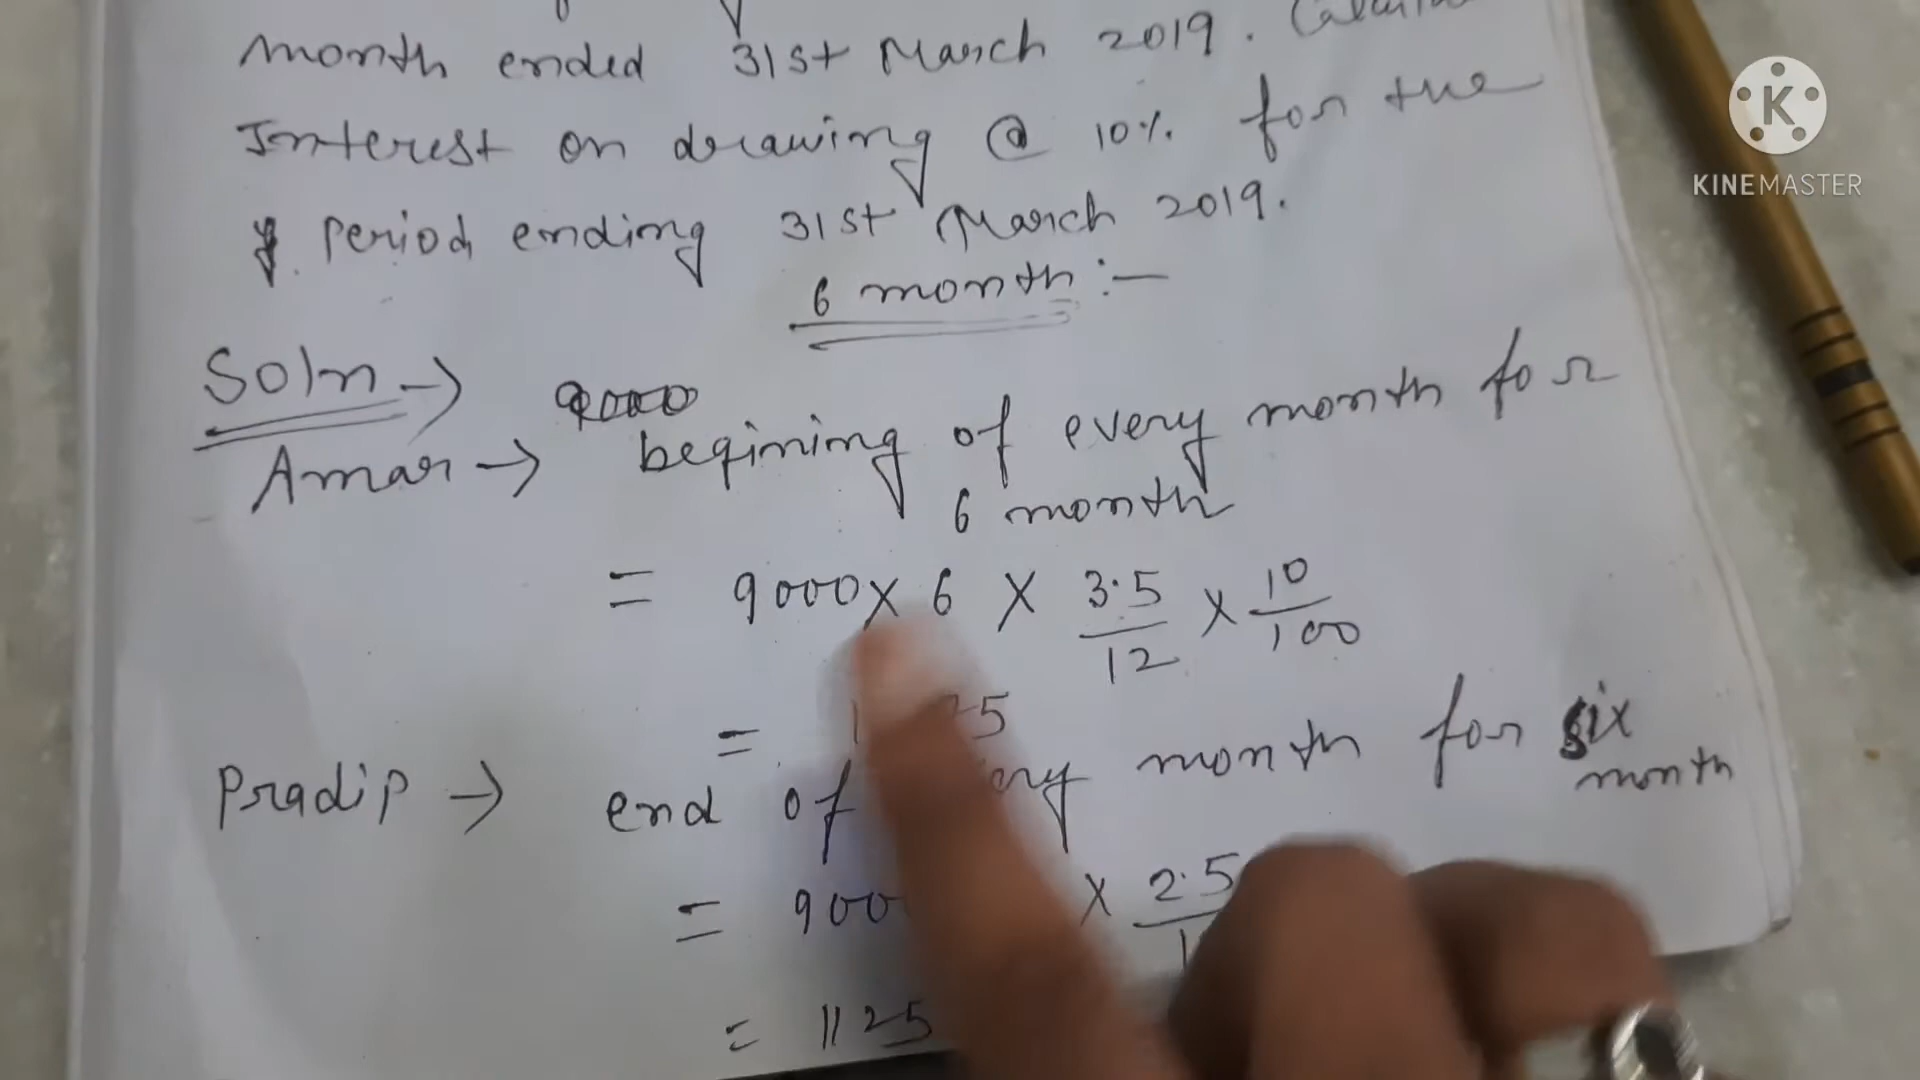 month ended 31st March 2019.
Interest on drawing @ 10% for the
period ending 31st March 2019.
6 month :-
Soln →
9000
Amar → begining of every month for
6 month
= 9000 × 6 × 3.5/12 × 10/100
=
Pradip → end of month for six
month
= × 2.5
= 1125
KINEMASTER